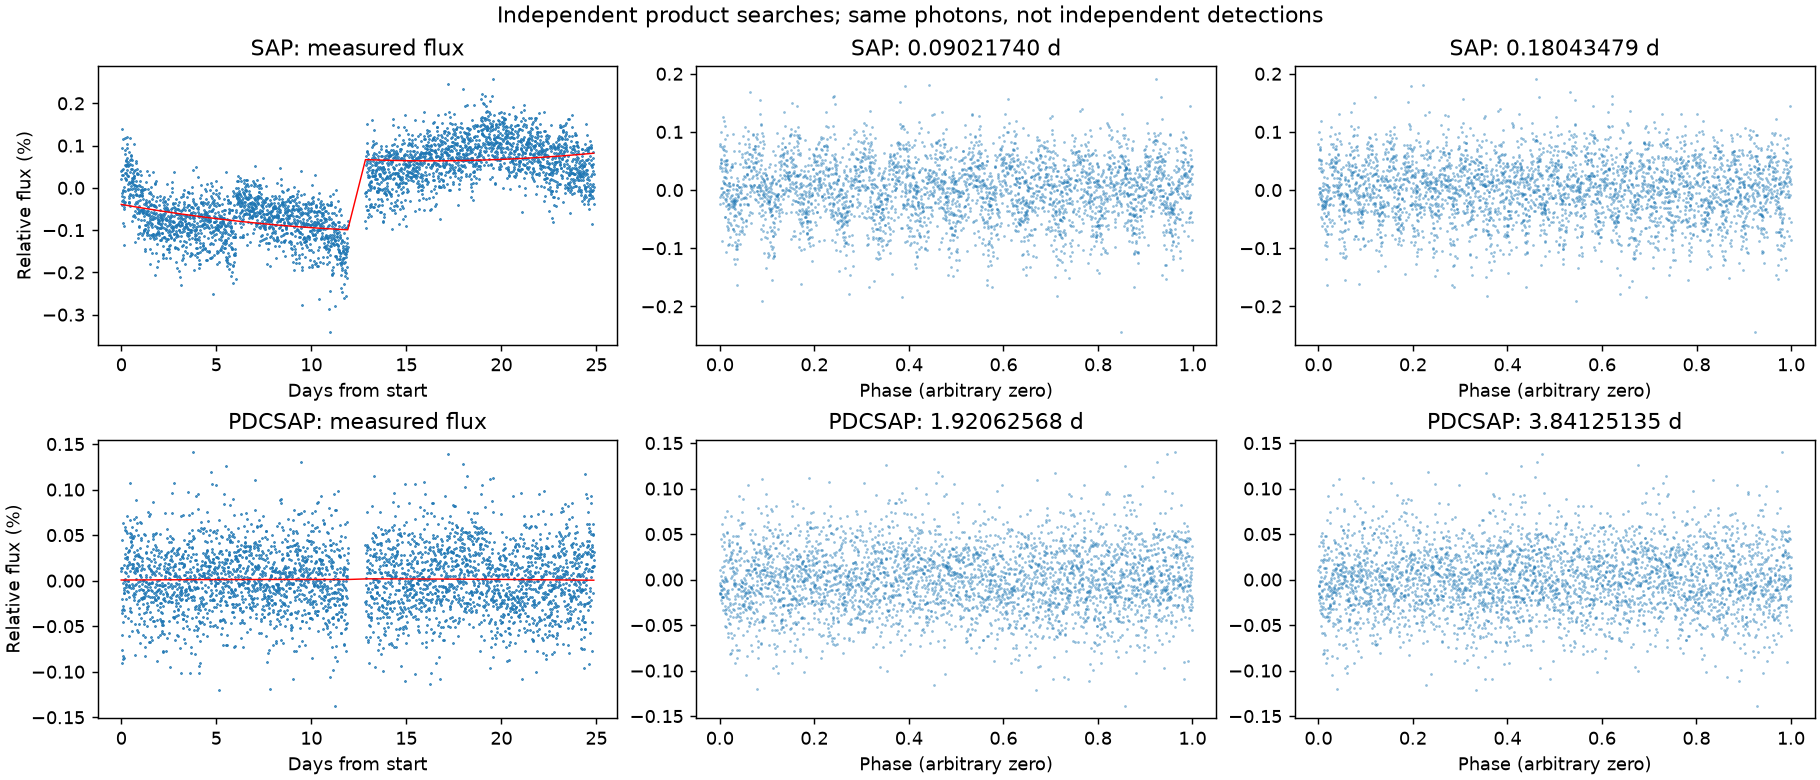 Independent product searches; same photons, not independent detections
SAP: measured flux
SAP: 0.09021740 d
SAP: 0.18043479 d
Relative flux (%)
0.2
0.1
0.0
−0.1
−0.2
−0.3
0 5 10 15 20 25
Days from start
0.2
0.1
0.0
−0.1
−0.2
0.0 0.2 0.4 0.6 0.8 1.0
Phase (arbitrary zero)
0.2
0.1
0.0
−0.1
−0.2
0.0 0.2 0.4 0.6 0.8 1.0
Phase (arbitrary zero)
PDCSAP: measured flux
PDCSAP: 1.92062568 d
PDCSAP: 3.84125135 d
Relative flux (%)
0.15
0.10
0.05
0.00
−0.05
−0.10
−0.15
0 5 10 15 20 25
Days from start
0.15
0.10
0.05
0.00
−0.05
−0.10
−0.15
0.0 0.2 0.4 0.6 0.8 1.0
Phase (arbitrary zero)
0.15
0.10
0.05
0.00
−0.05
−0.10
−0.15
0.0 0.2 0.4 0.6 0.8 1.0
Phase (arbitrary zero)